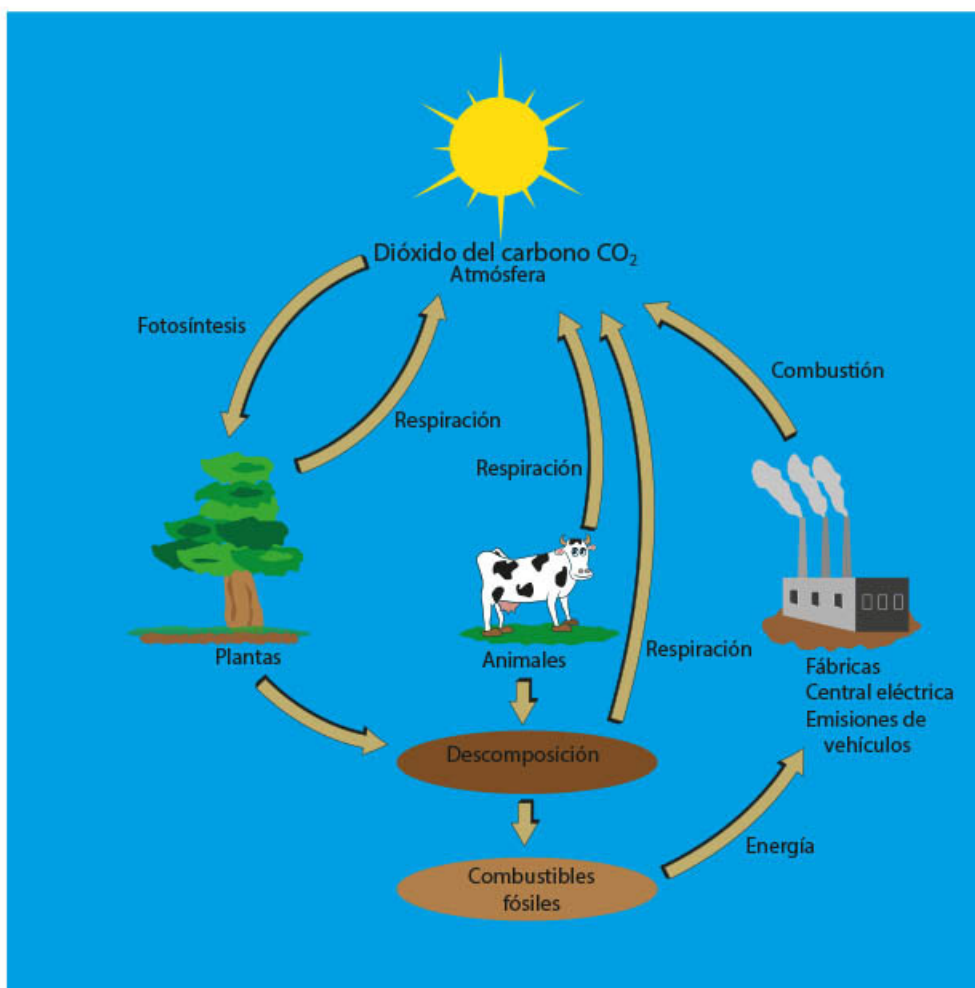 Dióxido del carbono CO₂
Atmósfera
Fotosíntesis
Combustión
Respiración
Respiración
Respiración
Plantas
Animales
Fábricas
Central eléctrica
Emisiones de
vehículos
Descomposición
Energía
Combustibles
fósiles